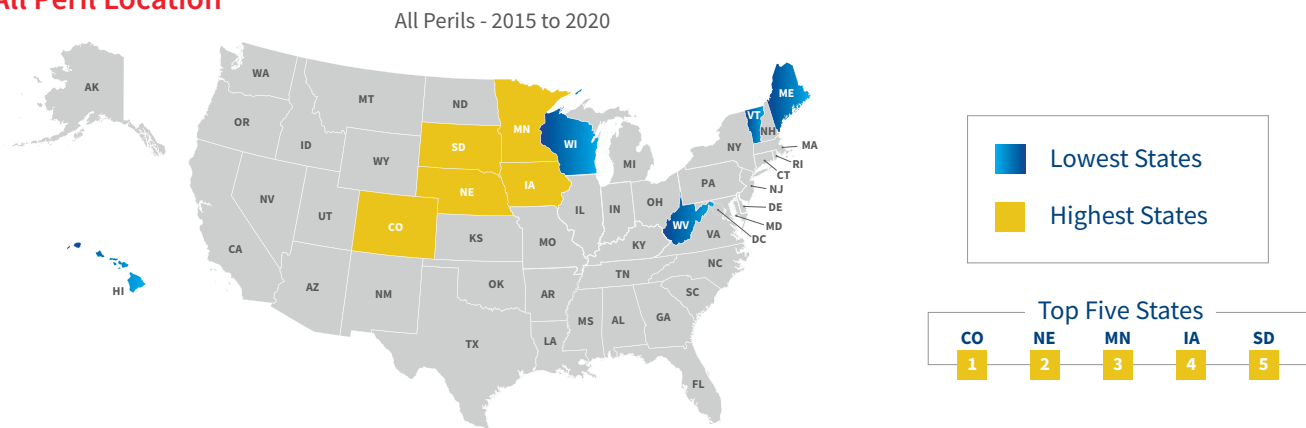 All Peril Location
All Perils - 2015 to 2020
AK
WA
MT
ND
MN
WI
VT
ME
NH
OR
ID
SD
NY
MA
WY
MI
RI
CT
NE
IA
PA
NJ
NV
UT
CO
IL
IN
OH
DE
MD
WV
VA
DC
CA
KS
MO
KY
NC
HI
AZ
NM
OK
AR
TN
SC
MS
AL
GA
TX
LA
FL
Lowest States
Highest States
Top Five States
CO NE MN IA SD
1 2 3 4 5